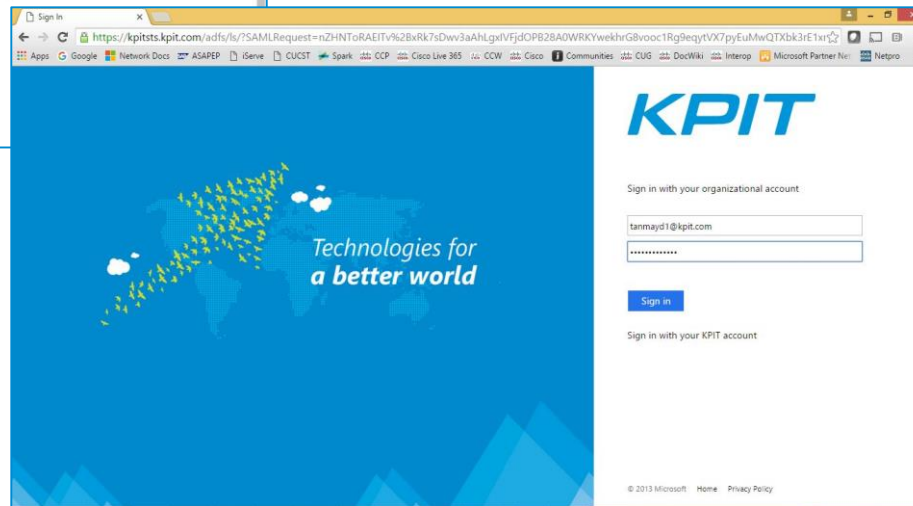 Sign In
https://kpitsts.kpit.com/adfs/ls/?SAMLRequest=
Apps Google Network Docs ASAPEP iServe CUCST Spark CCP Cisco Live 365 CCW Cisco Communities CUG DocWiki Interop Microsoft Partner Net Netpro
KPIT
Sign in with your organizational account
tanmayd1@kpit.com
Technologies for
a better world
Sign in
Sign in with your KPIT account
© 2013 Microsoft Home Privacy Policy